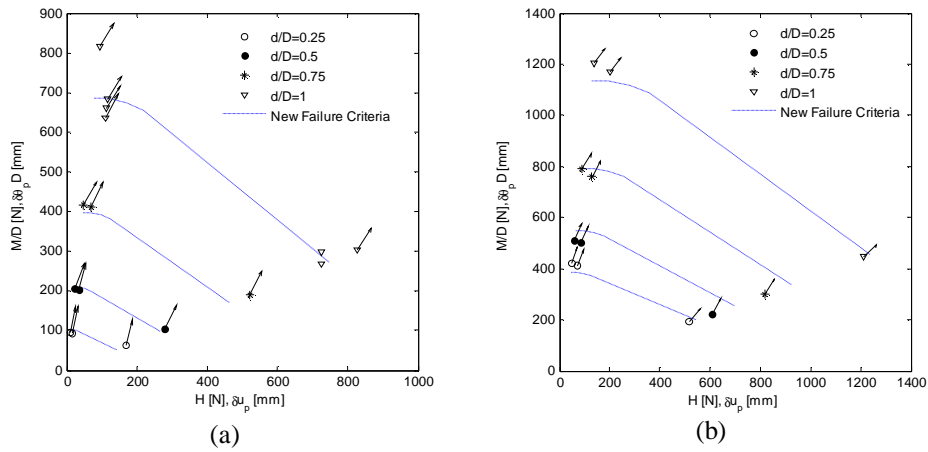 (a)
900
800
700
600
500
400
300
200
100
0
0 200 400 600 800 1000
M/D [N], δθp D [mm]
H [N], δup [mm]
d/D=0.25
d/D=0.5
d/D=0.75
d/D=1
New Failure Criteria
(a)
(b)
1400
1200
1000
800
600
400
200
0
0 200 400 600 800 1000 1200 1400
M/D [N], δθp D [mm]
H [N], δup [mm]
d/D=0.25
d/D=0.5
d/D=0.75
d/D=1
New Failure Criteria
(b)